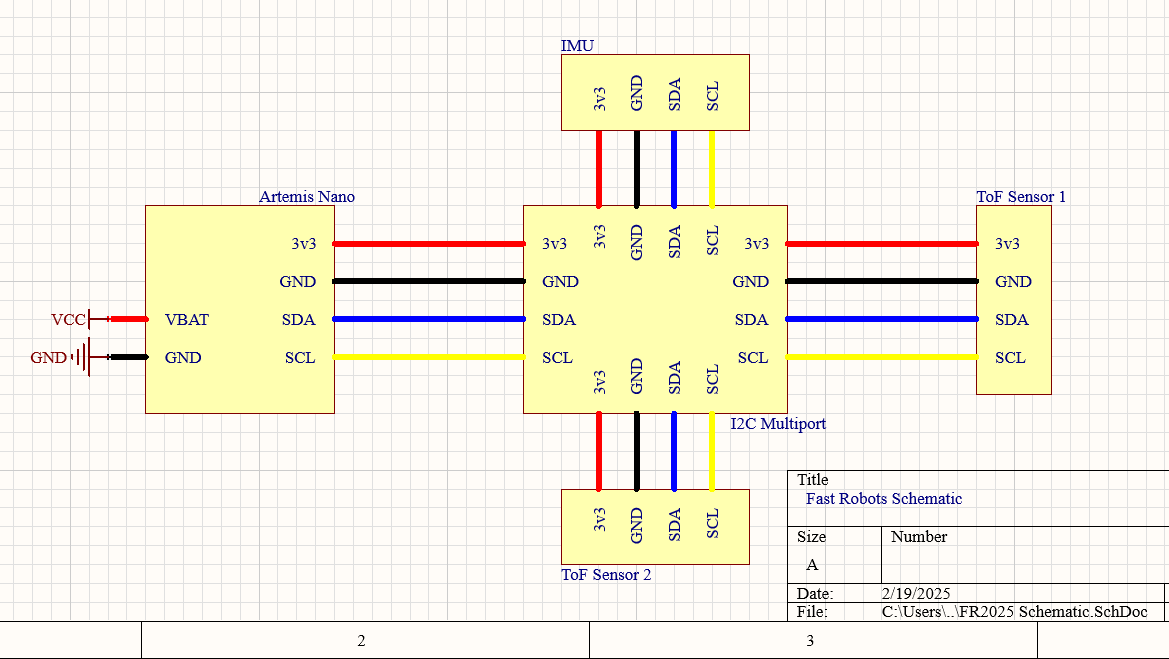 IMU
3v3 GND SDA SCL
Artemis Nano
ToF Sensor 1
3v3
GND
SDA
SCL
VCC
VBAT
GND
GND
3v3 GND SDA SCL
3v3
GND
SDA
SCL
3v3
GND
SDA
SCL
3v3 GND SDA SCL
I2C Multiport
3v3
GND
SDA
SCL
3v3 GND SDA SCL
ToF Sensor 2
Title
Fast Robots Schematic
Size
Number
A
Date: 2/19/2025
File: C:\Users\..\FR2025 Schematic.SchDoc
2
3